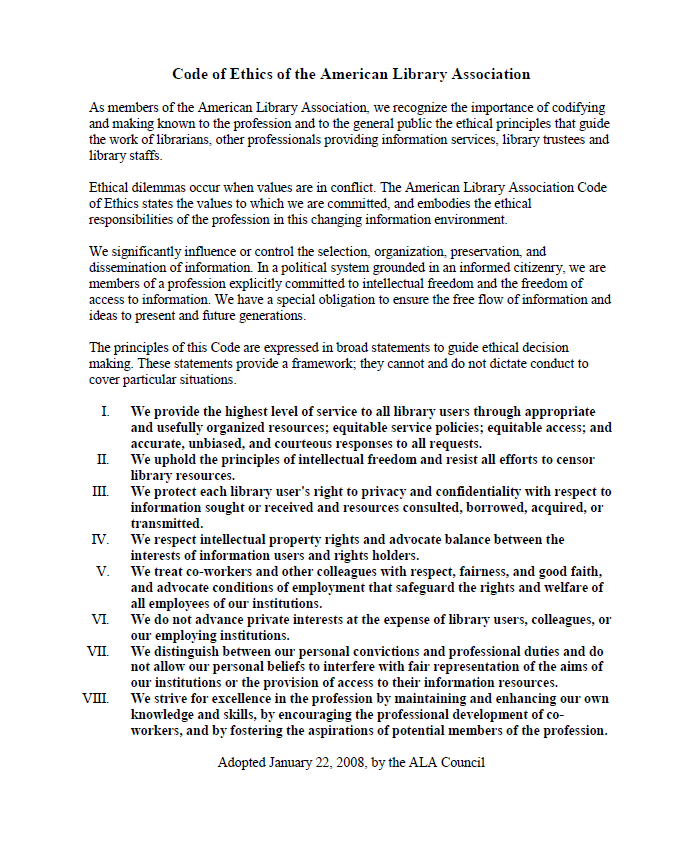 Code of Ethics of the American Library Association
As members of the American Library Association, we recognize the importance of codifying
and making known to the profession and to the general public the ethical principles that guide
the work of librarians, other professionals providing information services, library trustees and
library staffs.
Ethical dilemmas occur when values are in conflict. The American Library Association Code
of Ethics states the values to which we are committed, and embodies the ethical
responsibilities of the profession in this changing information environment.
We significantly influence or control the selection, organization, preservation, and
dissemination of information. In a political system grounded in an informed citizenry, we are
members of a profession explicitly committed to intellectual freedom and the freedom of
access to information. We have a special obligation to ensure the free flow of information and
ideas to present and future generations.
The principles of this Code are expressed in broad statements to guide ethical decision
making. These statements provide a framework; they cannot and do not dictate conduct to
cover particular situations.
I. We provide the highest level of service to all library users through appropriate
and usefully organized resources; equitable service policies; equitable access; and
accurate, unbiased, and courteous responses to all requests.
II. We uphold the principles of intellectual freedom and resist all efforts to censor
library resources.
III. We protect each library user's right to privacy and confidentiality with respect to
information sought or received and resources consulted, borrowed, acquired, or
transmitted.
IV. We respect intellectual property rights and advocate balance between the
interests of information users and rights holders.
V. We treat co-workers and other colleagues with respect, fairness, and good faith,
and advocate conditions of employment that safeguard the rights and welfare of
all employees of our institutions.
VI. We do not advance private interests at the expense of library users, colleagues, or
our employing institutions.
VII. We distinguish between our personal convictions and professional duties and do
not allow our personal beliefs to interfere with fair representation of the aims of
our institutions or the provision of access to their information resources.
VIII. We strive for excellence in the profession by maintaining and enhancing our own
knowledge and skills, by encouraging the professional development of co-
workers, and by fostering the aspirations of potential members of the profession.
Adopted January 22, 2008, by the ALA Council